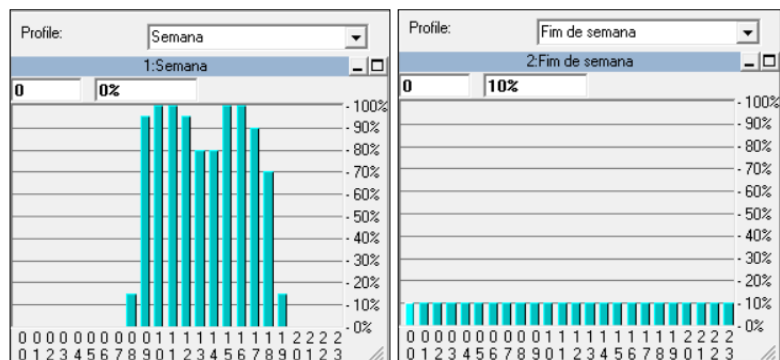 Profile:
Semana
1:Semana
0
0%
- 100%
- 90%
- 80%
- 70%
- 60%
- 50%
- 40%
- 30%
- 20%
- 10%
- 0%
0 0 0 0 0 0 0 0 0 0 1 1 1 1 1 1 1 1 1 1 2 2 2 2
0 1 2 3 4 5 6 7 8 9 0 1 2 3 4 5 6 7 8 9 0 1 2 3
Profile:
Fim de semana
2:Fim de semana
0
10%
- 100%
- 90%
- 80%
- 70%
- 60%
- 50%
- 40%
- 30%
- 20%
- 10%
- 0%
0 0 0 0 0 0 0 0 0 0 1 1 1 1 1 1 1 1 1 1 2 2 2 2
0 1 2 3 4 5 6 7 8 9 0 1 2 3 4 5 6 7 8 9 0 1 2 3